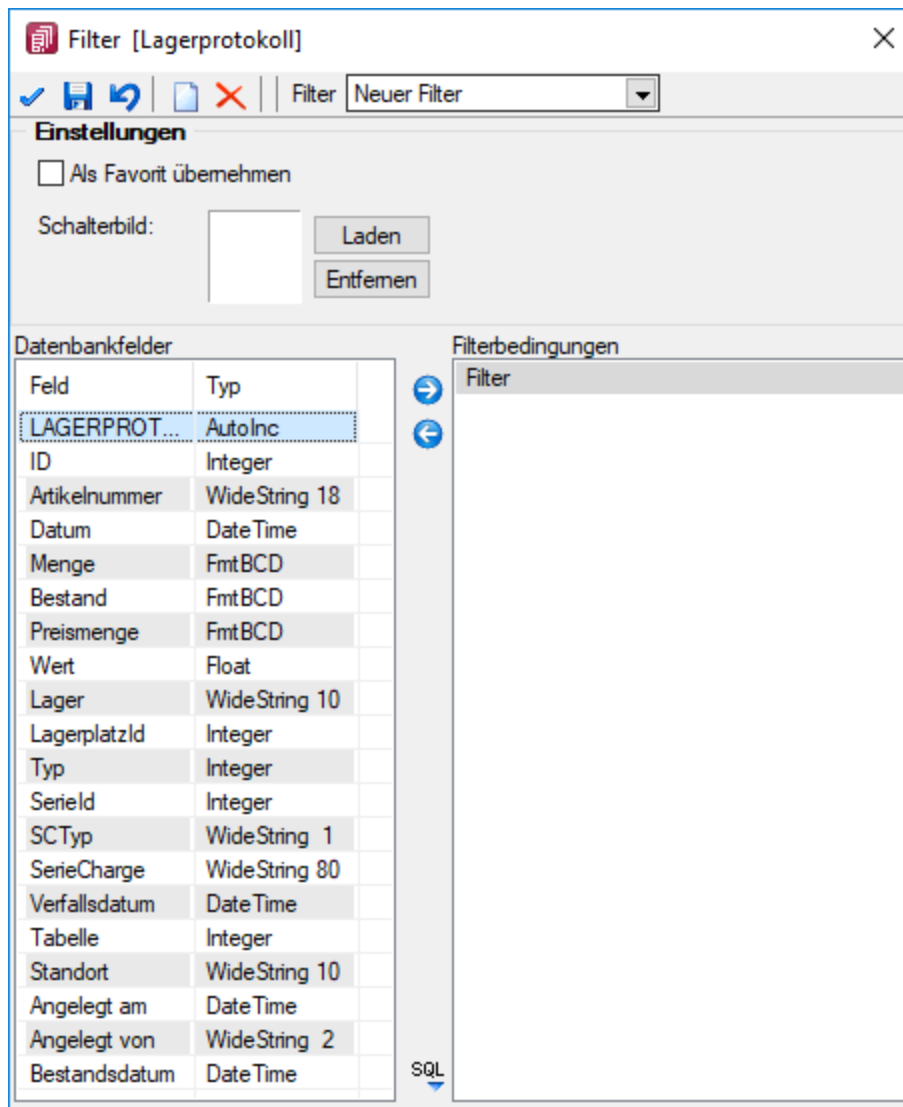 Filter [Lagerprotokoll]
Filter Neuer Filter
Einstellungen
Als Favorit übernehmen
Schalterbild:
Laden
Entfernen
Datenbankfelder
Filterbedingungen
Feld Typ
Filter
LAGERPROT... AutoInc
ID Integer
Artikelnummer WideString 18
Datum DateTime
Menge FmtBCD
Bestand FmtBCD
Preismenge FmtBCD
Wert Float
Lager WideString 10
LagerplatzId Integer
Typ Integer
SerieId Integer
SCTyp WideString 1
SerieCharge WideString 80
Verfallsdatum DateTime
Tabelle Integer
Standort WideString 10
Angelegt am DateTime
Angelegt von WideString 2
Bestandsdatum DateTime
SQL